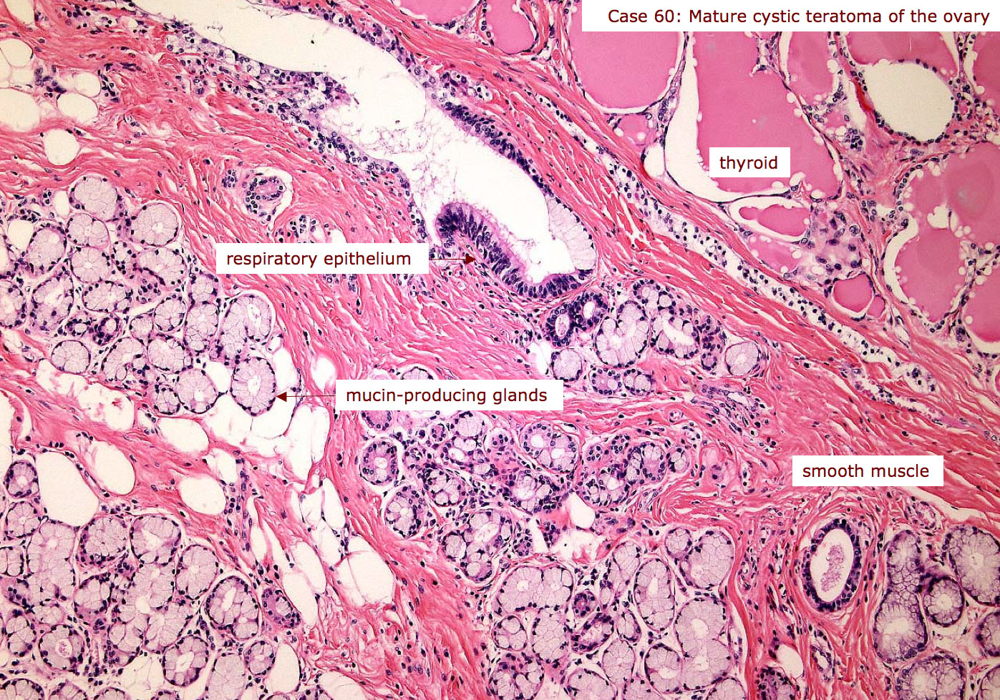 Case 60: Mature cystic teratoma of the ovary
thyroid
respiratory epithelium
mucin-producing glands
smooth muscle